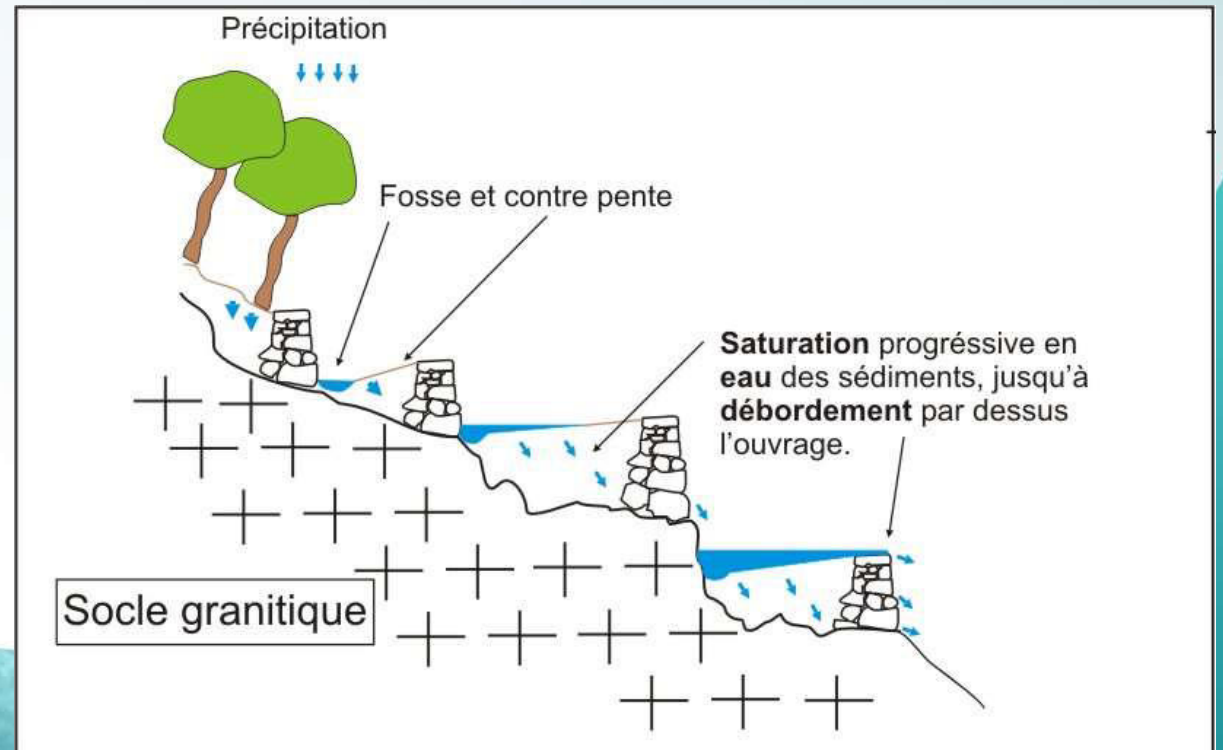 Précipitation
Fosse et contre pente
Saturation progréssive en
eau des sédiments, jusqu'à
débordement par dessus
l'ouvrage.
Socle granitique